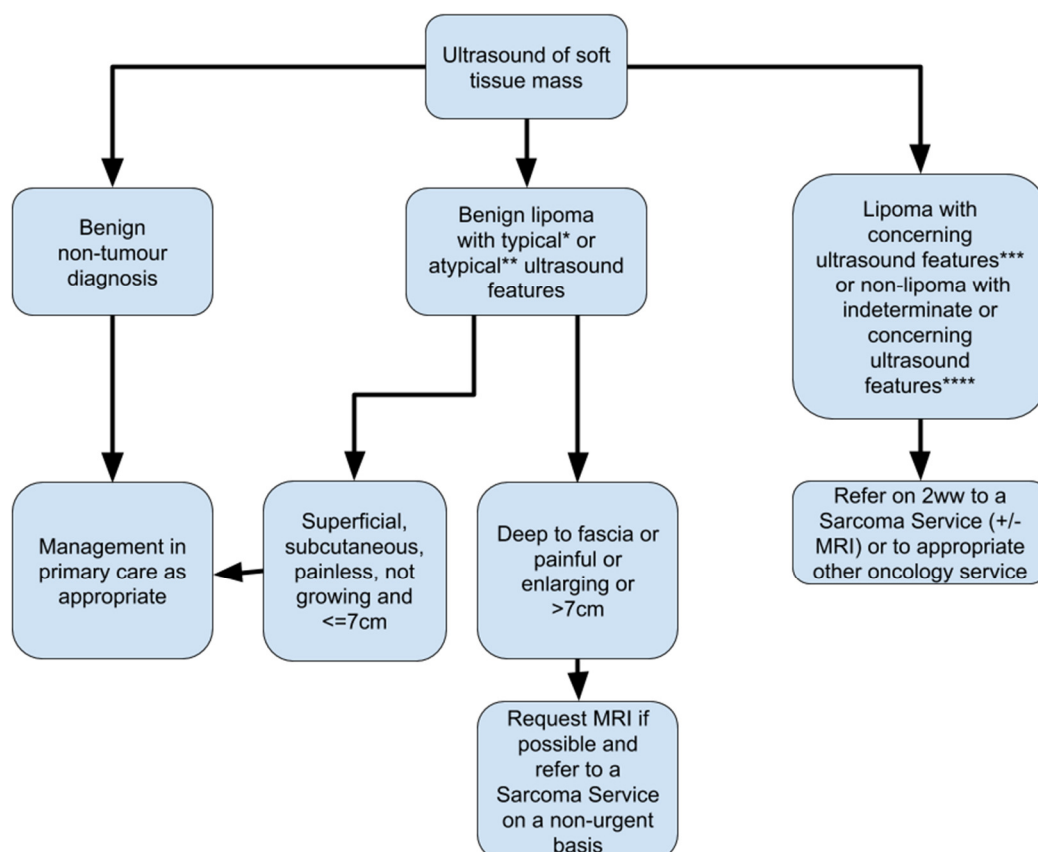 Ultrasound of soft
tissue mass
Benign
non-tumour
diagnosis
Benign lipoma
with typical* or
atypical** ultrasound
features
Lipoma with
concerning
ultrasound features***
or non-lipoma with
indeterminate or
concerning
ultrasound
features****
Management in
primary care as
appropriate
Superficial,
subcutaneous,
painless, not
growing and
<=7cm
Deep to fascia or
painful or
enlarging or
>7cm
Refer on 2ww to a
Sarcoma Service (+/-
MRI) or to appropriate
other oncology service
Request MRI if
possible and
refer to a
Sarcoma Service
on a non-urgent
basis